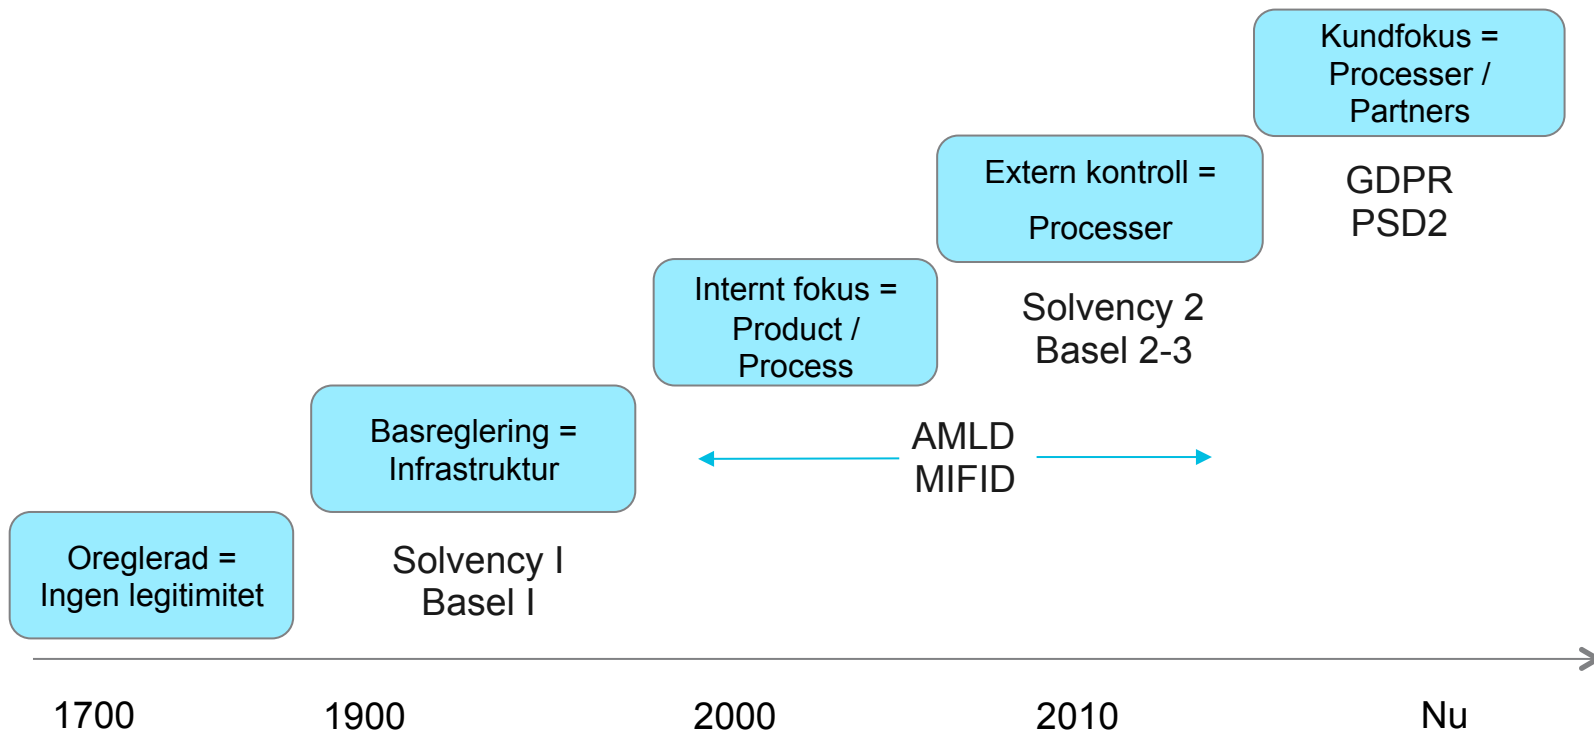 Kundfokus =
Processer /
Partners
GDPR
PSD2
Extern kontroll =
Processer
Solvency 2
Basel 2-3
Internt fokus =
Product /
Process
AMLD
MIFID
Basreglering =
Infrastruktur
Solvency I
Basel I
Oreglerad =
Ingen legitimitet
1700
1900
2000
2010
Nu